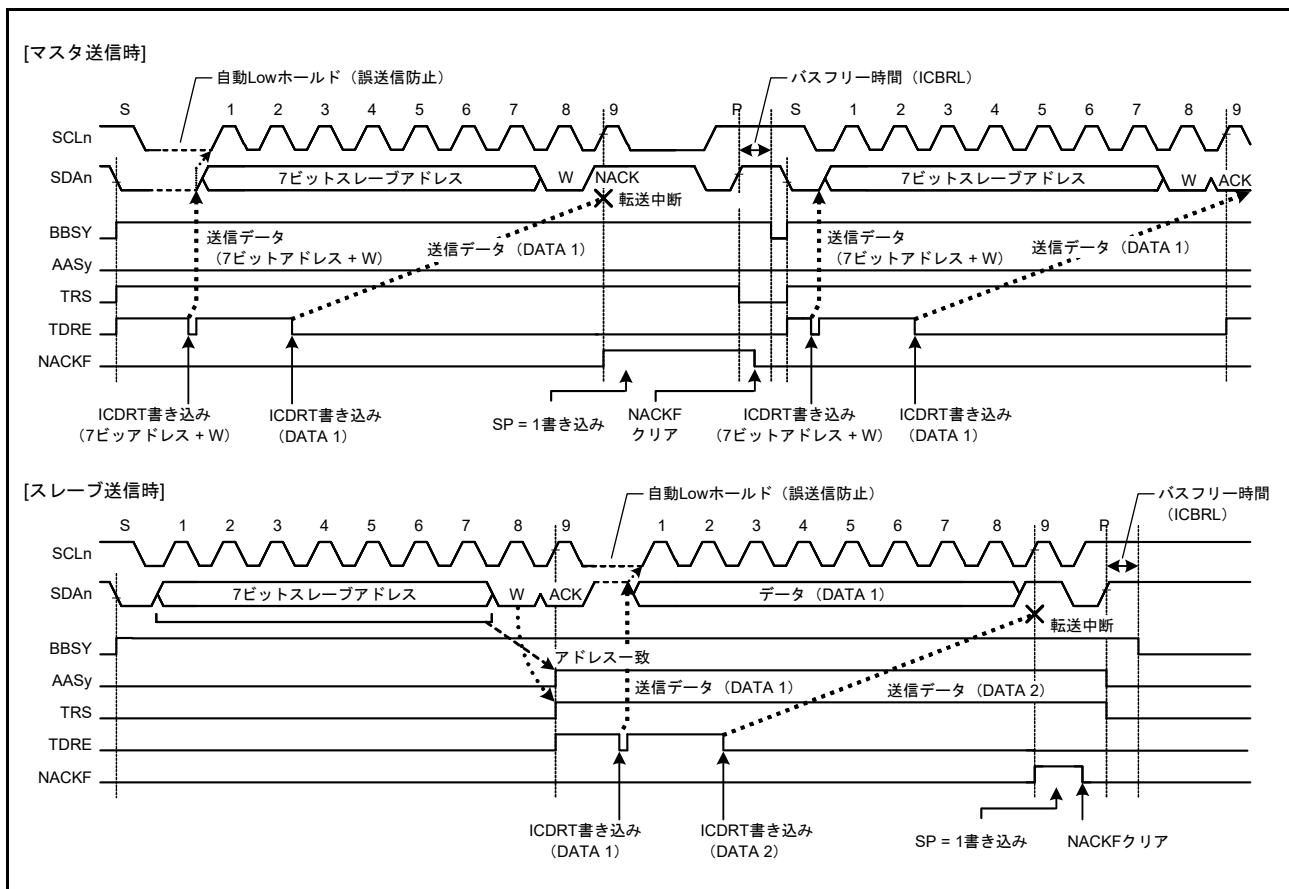 [マスタ送信時]
自動Lowホールド（誤送信防止）
バスフリー時間（ICBRL）
S 1 2 3 4 5 6 7 8 9 P S 1 2 3 4 5 6 7 8 9
SCLn
SDAn 7ビットスレーブアドレス W NACK 7ビットスレーブアドレス W ACK
転送中断
BBSY
送信データ
（7ビットアドレス + W）
送信データ（DATA 1）
送信データ
（7ビットアドレス + W）
送信データ（DATA 1）
AASy
TRS
TDRE
NACKF
ICDRT書き込み
（7ビッアドレス + W）
ICDRT書き込み
（DATA 1）
SP = 1書き込み
NACKF
クリア
ICDRT書き込み
（7ビットアドレス + W）
ICDRT書き込み
（DATA 1）
[スレーブ送信時]
自動Lowホールド（誤送信防止）
バスフリー時間
（ICBRL）
S 1 2 3 4 5 6 7 8 9 1 2 3 4 5 6 7 8 9 P
SCLn
SDAn 7ビットスレーブアドレス W ACK データ（DATA 1）
転送中断
BBSY
アドレス一致
AASy
送信データ（DATA 1） 送信データ（DATA 2）
TRS
TDRE
NACKF
ICDRT書き込み
（DATA 1）
ICDRT書き込み
（DATA 2）
SP = 1書き込み
NACKFクリア